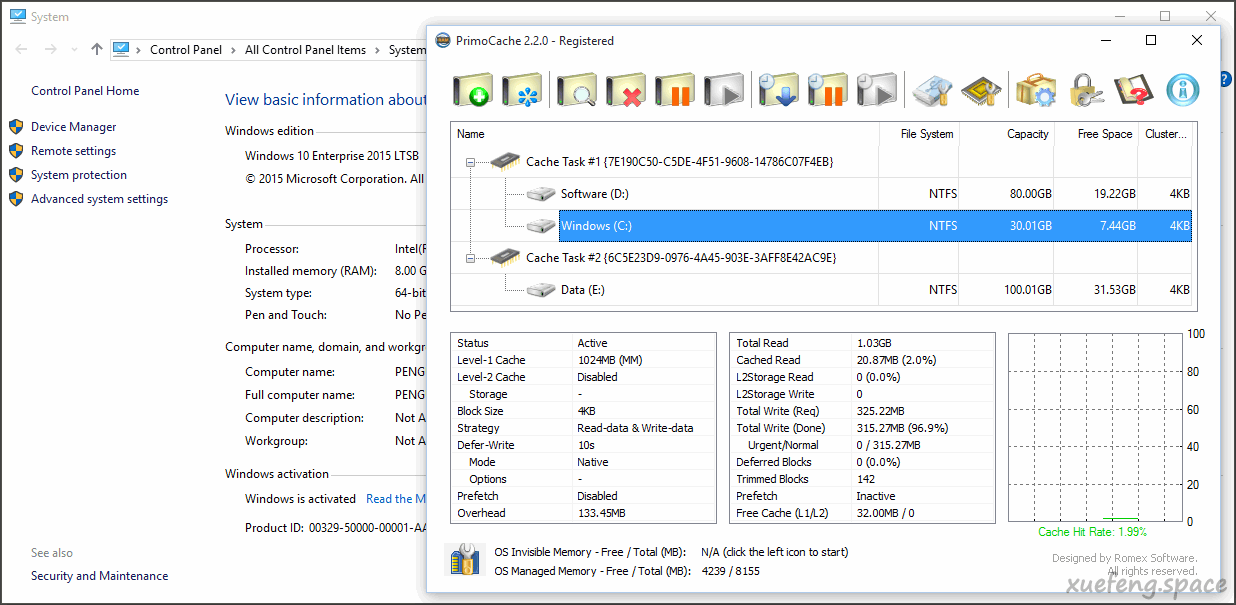 System
Control Panel > All Control Panel Items > System
Control Panel Home
Device Manager
Remote settings
System protection
Advanced system settings
See also
Security and Maintenance
View basic information about
Windows edition
Windows 10 Enterprise 2015 LTSB
© 2015 Microsoft Corporation. All
System
Processor: Intel(
Installed memory (RAM): 8.00 G
System type: 64-bit
Pen and Touch: No Pe
Computer name, domain, and workgr
Computer name: PENG
Full computer name: PENG
Computer description: Not A
Workgroup: Not A
Windows activation
Windows is activated Read the M
Product ID: 00329-50000-00001-AA
PrimoCache 2.2.0 - Registered
Name File System Capacity Free Space Cluster...
Cache Task #1 {7E190C50-C5DE-4F51-9608-14786C07F4EB}
Software (D:) NTFS 80.00GB 19.22GB 4KB
Windows (C:) NTFS 30.01GB 7.44GB 4KB
Cache Task #2 {6C5E23D9-0976-4A45-903E-3AFF8E42AC9E}
Data (E:) NTFS 100.01GB 31.53GB 4KB
Status Active
Level-1 Cache 1024MB (MM)
Level-2 Cache Disabled
Storage -
Block Size 4KB
Strategy Read-data & Write-data
Defer-Write 10s
Mode Native
Options -
Prefetch Disabled
Overhead 133.45MB
Total Read 1.03GB
Cached Read 20.87MB (2.0%)
L2Storage Read 0 (0.0%)
L2Storage Write 0
Total Write (Req) 325.22MB
Total Write (Done) 315.27MB (96.9%)
Urgent/Normal 0 / 315.27MB
Deferred Blocks 0 (0.0%)
Trimmed Blocks 142
Prefetch Inactive
Free Cache (L1/L2) 32.00MB / 0
100
80
60
40
20
0
Cache Hit Rate: 1.99%
OS Invisible Memory - Free / Total (MB): N/A (click the left icon to start)
OS Managed Memory - Free / Total (MB): 4239 / 8155
Designed by Romex Software.
All rights reserved.
xuefeng.space